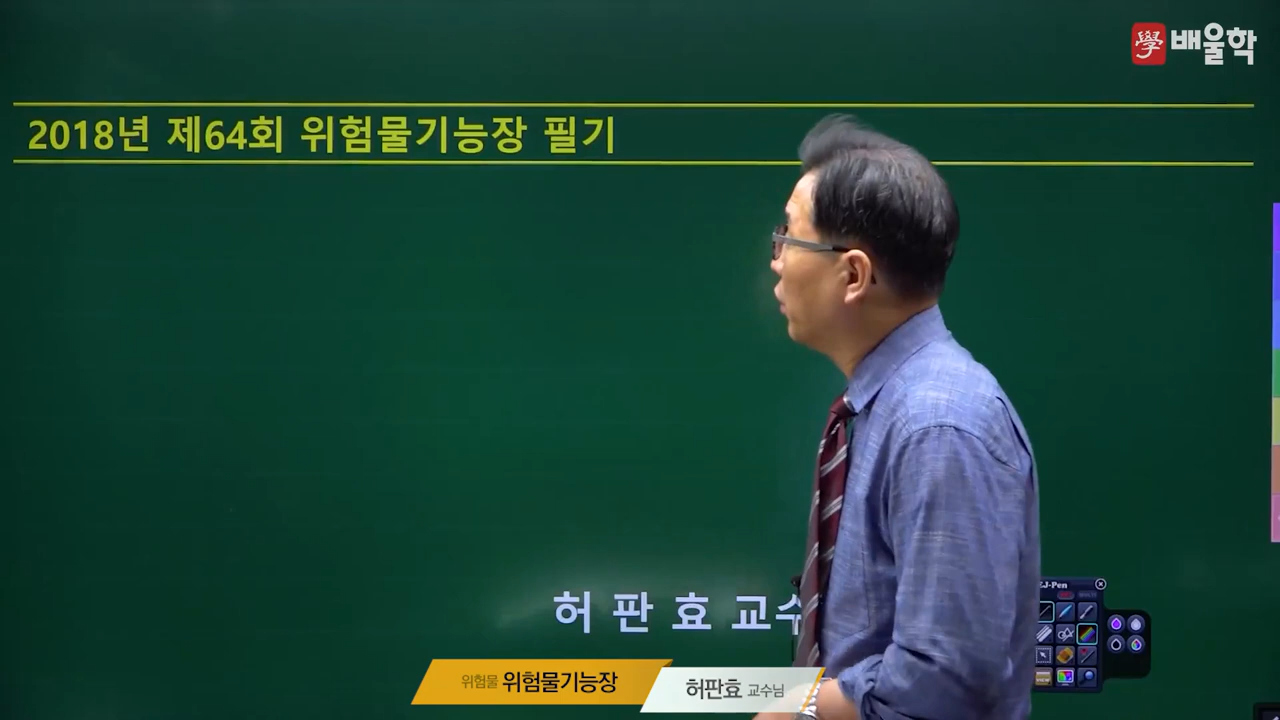 學 배울학
2018년 제64회 위험물기능장 필기
허 판 효 교수
EJ-Pen
위험물 위험물기능장
허판효 교수님